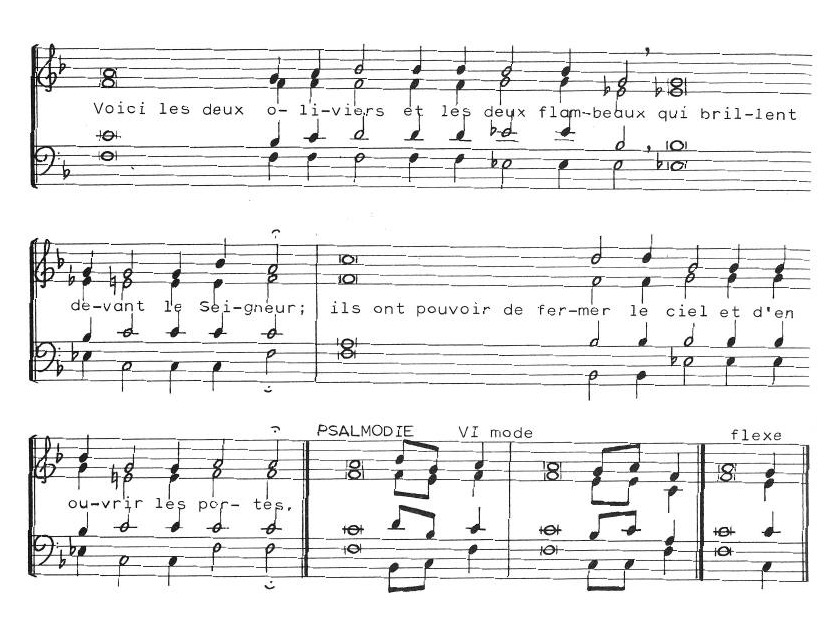 Voici les deux o- li-viers et les deux flam-beaux qui bril-lent
de-vant le Sei-gneur; ils ont pouvoir de fer-mer le ciel et d'en
PSALMODIE VI mode flexe
ou-vrir les por- tes.